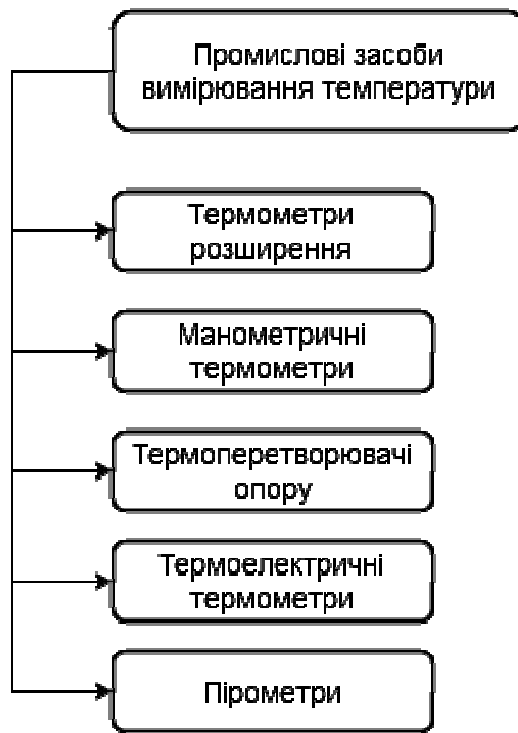 Промислові засоби
вимірювання температури
Термометри
розширення
Манометричні
термометри
Термоперетворювачі
опору
Термоелектричні
термометри
Пірометри